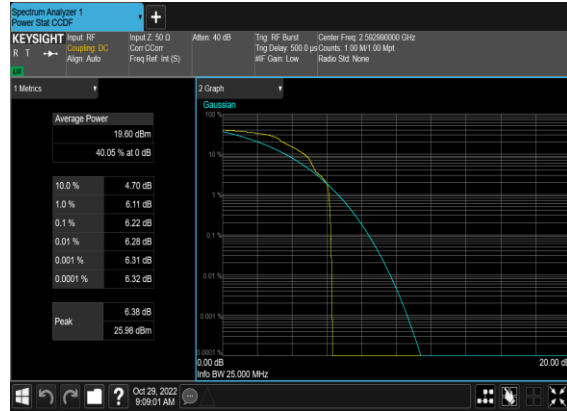 Spectrum Analyzer 1
Power Stat CCDF
+
KEYSIGHT
R T
Input: RF
Coupling: DC
Align: Auto
Input Z: 50 Ω
Corr CCorr
Freq Ref: Int (S)
Atten: 40 dB
Trig: RF Burst
Trig Delay: 500.0 µs
#IF Gain: Low
Center Freq: 2.592990000 GHz
Counts: 1.00 M/1.00 Mpt
Radio Std: None
1 Metrics
Average Power
19.60 dBm
40.05 % at 0 dB
10.0 % 4.70 dB
1.0 % 6.11 dB
0.1 % 6.22 dB
0.01 % 6.28 dB
0.001 % 6.31 dB
0.0001 % 6.32 dB
Peak
6.38 dB
25.98 dBm
2 Graph
Gaussian
100 %
10 %
1 %
0.1 %
0.01 %
0.001 %
0.0001 %
0.00 dB
20.00 dB
Info BW 25.000 MHz
?
Oct 29, 2022
9:09:01 AM